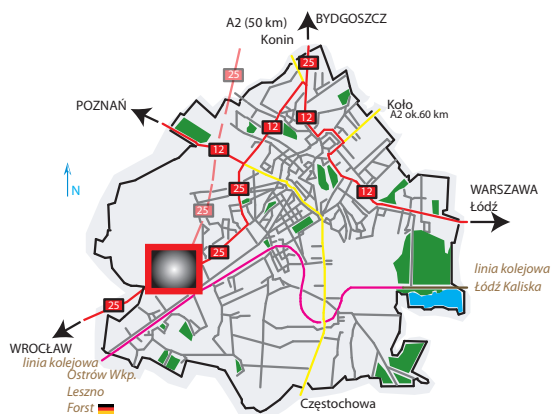 A2 (50 km)
BYDGOSZCZ
Konin
25
25
POZNAŃ
Koło
A2 ok.60 km
12
12
12
N
25
12
WARSZAWA
Łódź
25
25
linia kolejowa
Łódź Kaliska
25
WROCŁAW
linia kolejowa
Ostrów Wkp.
Leszno
Forst
Częstochowa